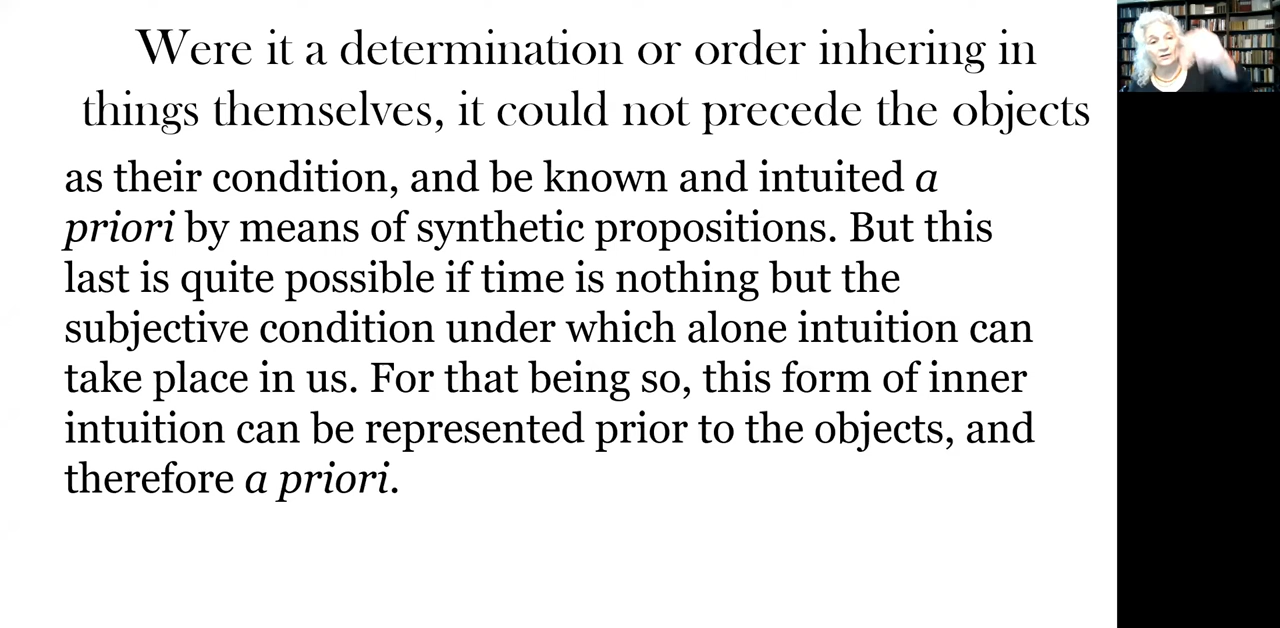 Were it a determination or order inhering in
things themselves, it could not precede the objects
as their condition, and be known and intuited a
priori by means of synthetic propositions. But this
last is quite possible if time is nothing but the
subjective condition under which alone intuition can
take place in us. For that being so, this form of inner
intuition can be represented prior to the objects, and
therefore a priori.